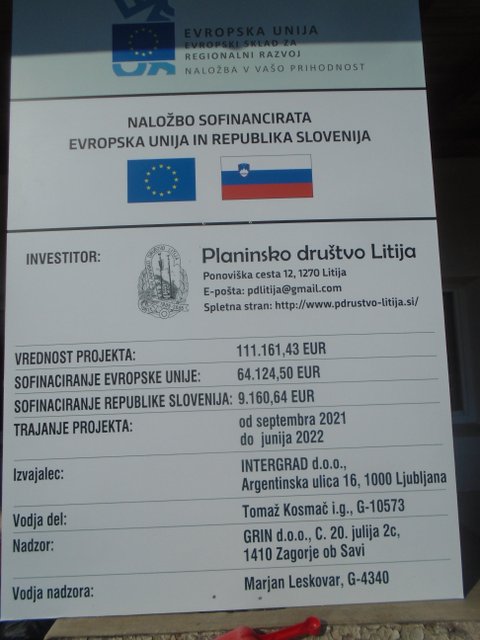 EVROPSKA UNIJA
EVROPSKI SKLAD ZA
REGIONALNI RAZVOJ
NALOŽBA V VAŠO PRIHODNOST
NALOŽBO SOFINANCIRATA
EVROPSKA UNIJA IN REPUBLIKA SLOVENIJA
INVESTITOR:
Planinsko društvo Litija
Ponoviška cesta 12, 1270 Litija
E-pošta: pdlitija@gmail.com
Spletna stran: http://www.pdrustvo-litija.si/
VREDNOST PROJEKTA: 111.161,43 EUR
SOFINACIRANJE EVROPSKE UNIJE: 64.124,50 EUR
SOFINACIRANJE REPUBLIKE SLOVENIJA: 9.160,64 EUR
TRAJANJE PROJEKTA: od septembra 2021
do junija 2022
Izvajalec: INTERGRAD d.o.o.,
Argentinska ulica 16, 1000 Ljubljana
Vodja del: Tomaž Kosmač i.g., G-10573
Nadzor: GRIN d.o.o., C. 20. julija 2c,
1410 Zagorje ob Savi
Vodja nadzora: Marjan Leskovar, G-4340